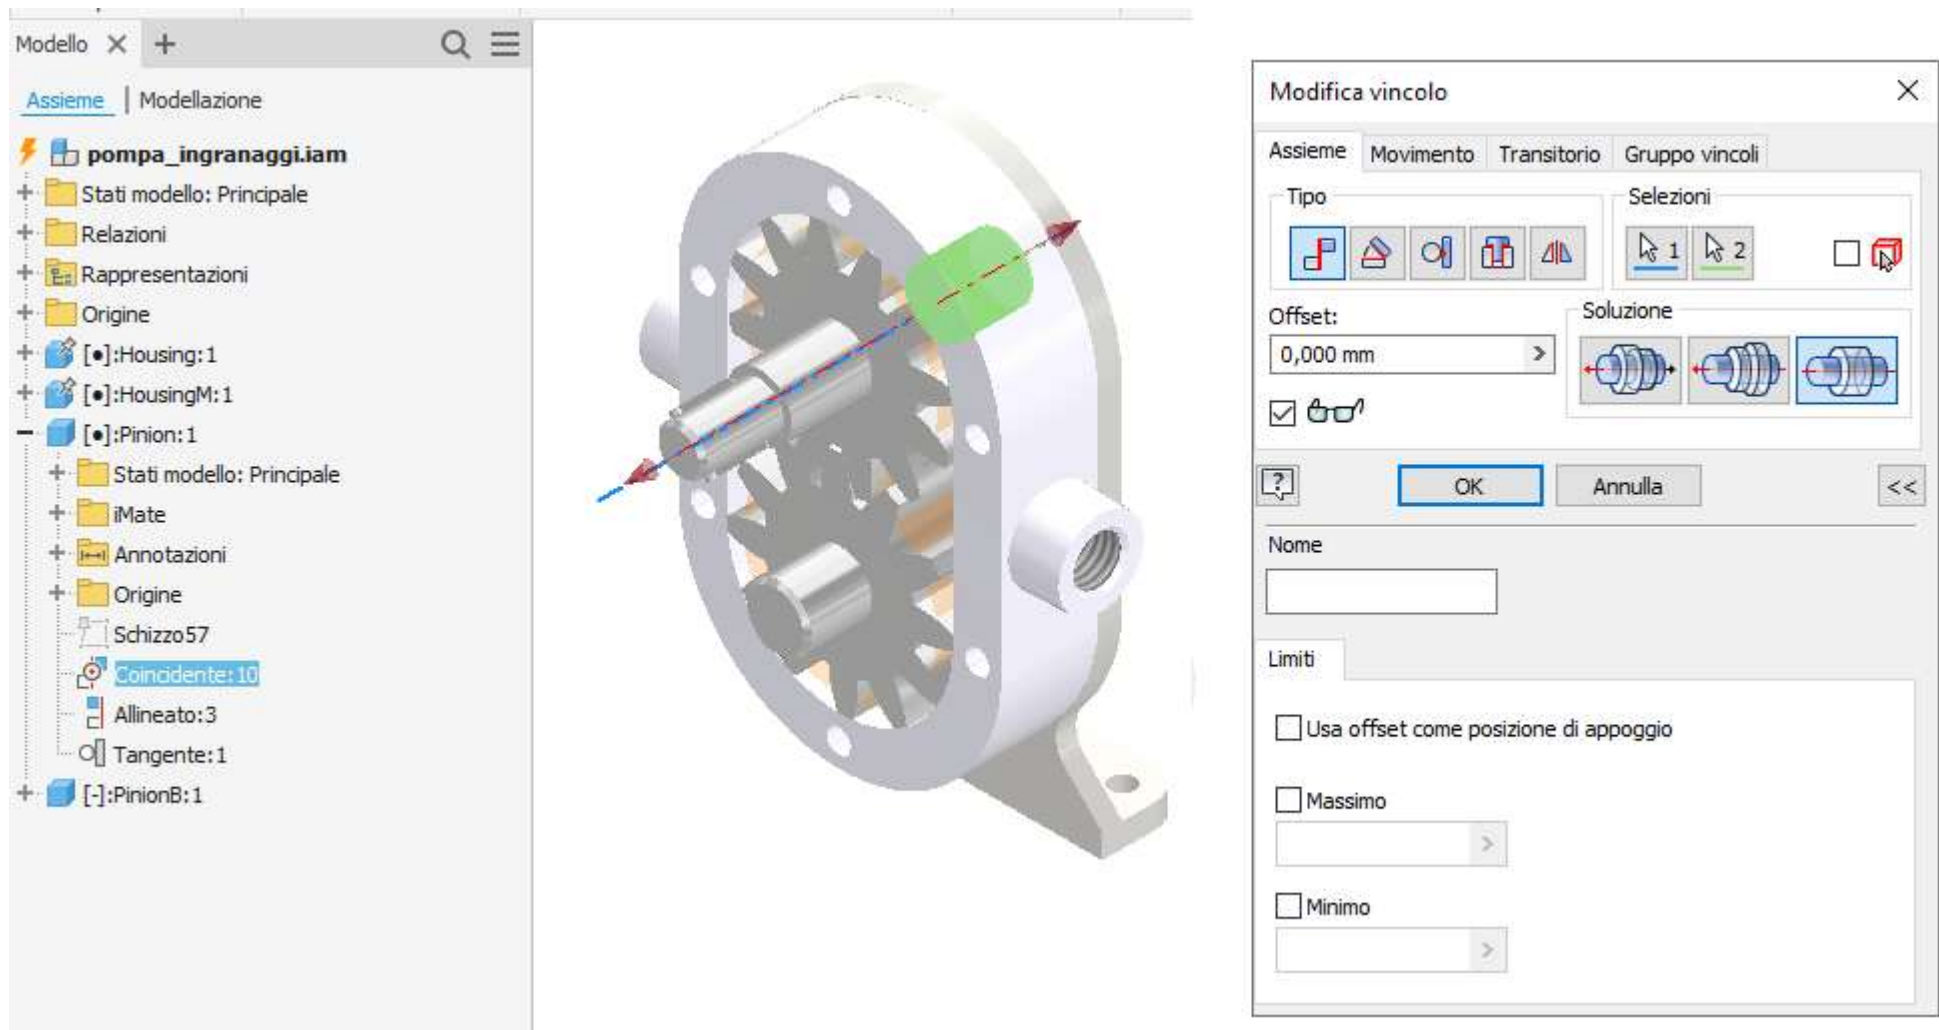 Modello
Assieme | Modellazione
pompa_ingranaggi.iam
Stati modello: Principale
Relazioni
Rappresentazioni
Origine
[●]:Housing:1
[●]:HousingM:1
[●]:Pinion:1
Stati modello: Principale
iMate
Annotazioni
Origine
Schizzo57
Coincidente:10
Allineato:3
Tangente:1
[-]:PinionB:1
Modifica vincolo
Assieme Movimento Transitorio Gruppo vincoli
Tipo
Selezioni
1 2
Offset:
Soluzione
0,000 mm >
? OK Annulla <<
Nome
Limiti
Usa offset come posizione di appoggio
Massimo
>
Minimo
>